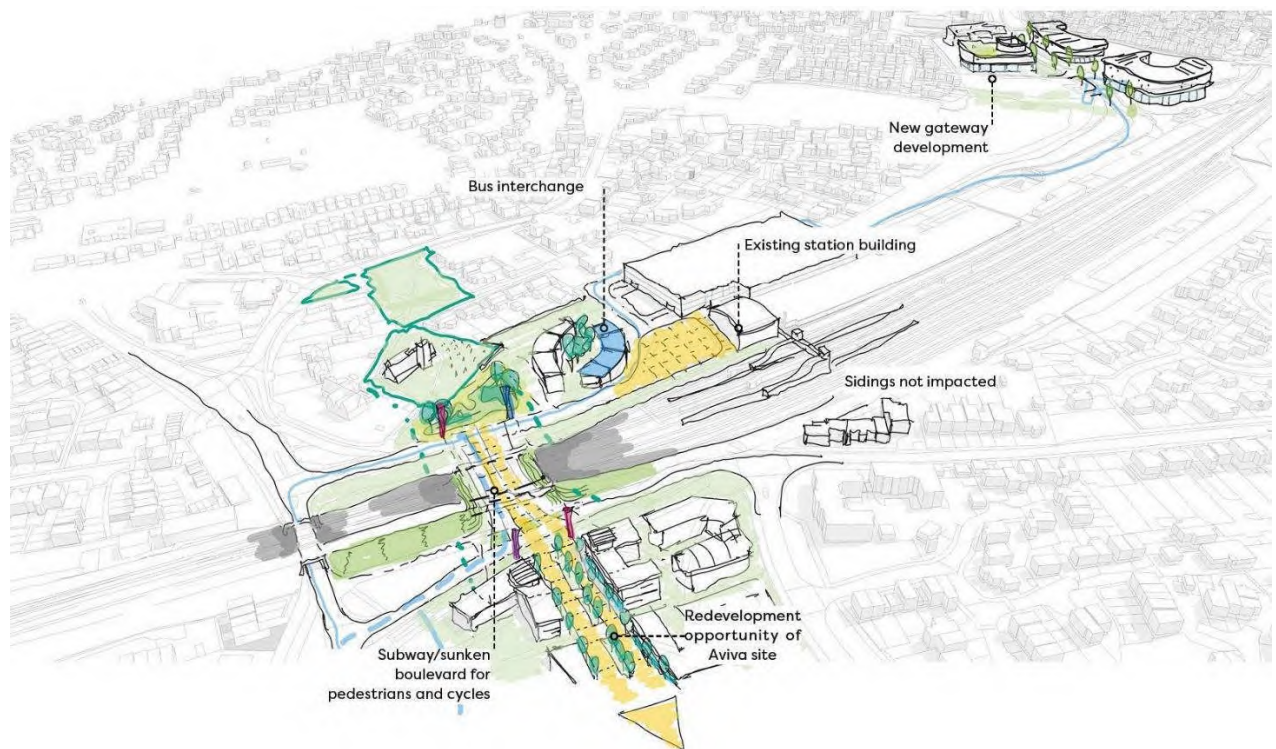 New gateway
development
Bus interchange
Existing station building
Sidings not impacted
Redevelopment
opportunity of
Aviva site
Subway/sunken
boulevard for
pedestrians and cycles